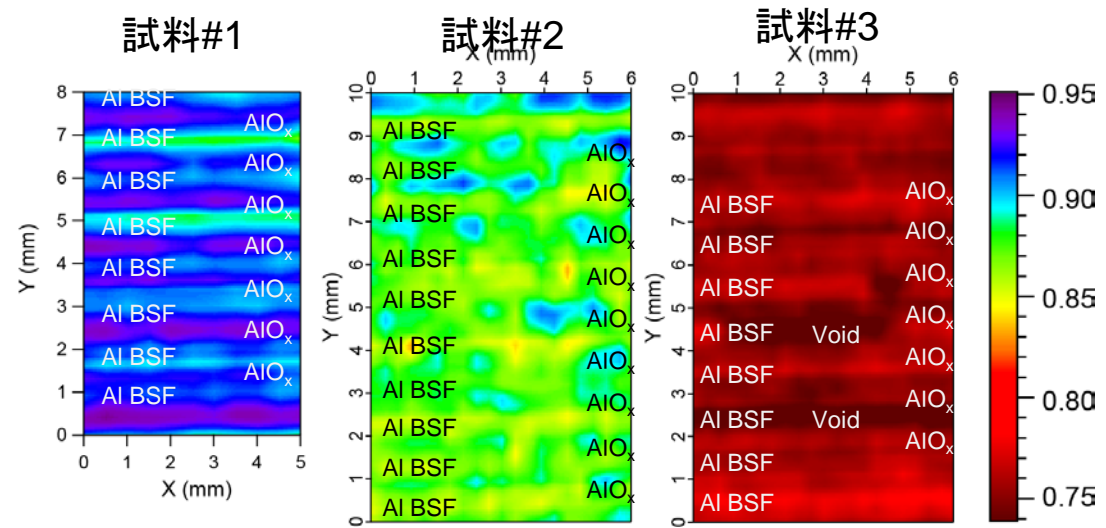 試料#1
Al BSF
AlOx
Al BSF
AlOx
Al BSF
AlOx
Al BSF
AlOx
AlOx
Al BSF
Al BSF
AlOx
Al BSF
Y (mm)
8
7
6
5
4
3
2
1
0
0 1 2 3 4 5
X (mm)
試料#2
X (mm)
0 1 2 3 4 5 6
Y (mm)
10
9
8
7
6
5
4
3
2
1
0
Al BSF
AlOx
Al BSF
AlOx
Al BSF
AlOx
Al BSF
AlOx
Al BSF
AlOx
Al BSF
AlOx
Al BSF
AlOx
Al BSF
AlOx
Al BSF
AlOx
Al BSF
試料#3
X (mm)
0 1 2 3 4 5 6
Y (mm)
10
9
8
7
6
5
4
3
2
1
0
AlOx
Al BSF
AlOx
Al BSF
AlOx
Al BSF
AlOx
Al BSF Void
AlOx
Al BSF
AlOx
Al BSF Void
AlOx
Al BSF
Al BSF
0.95
0.90
0.85
0.80
0.75